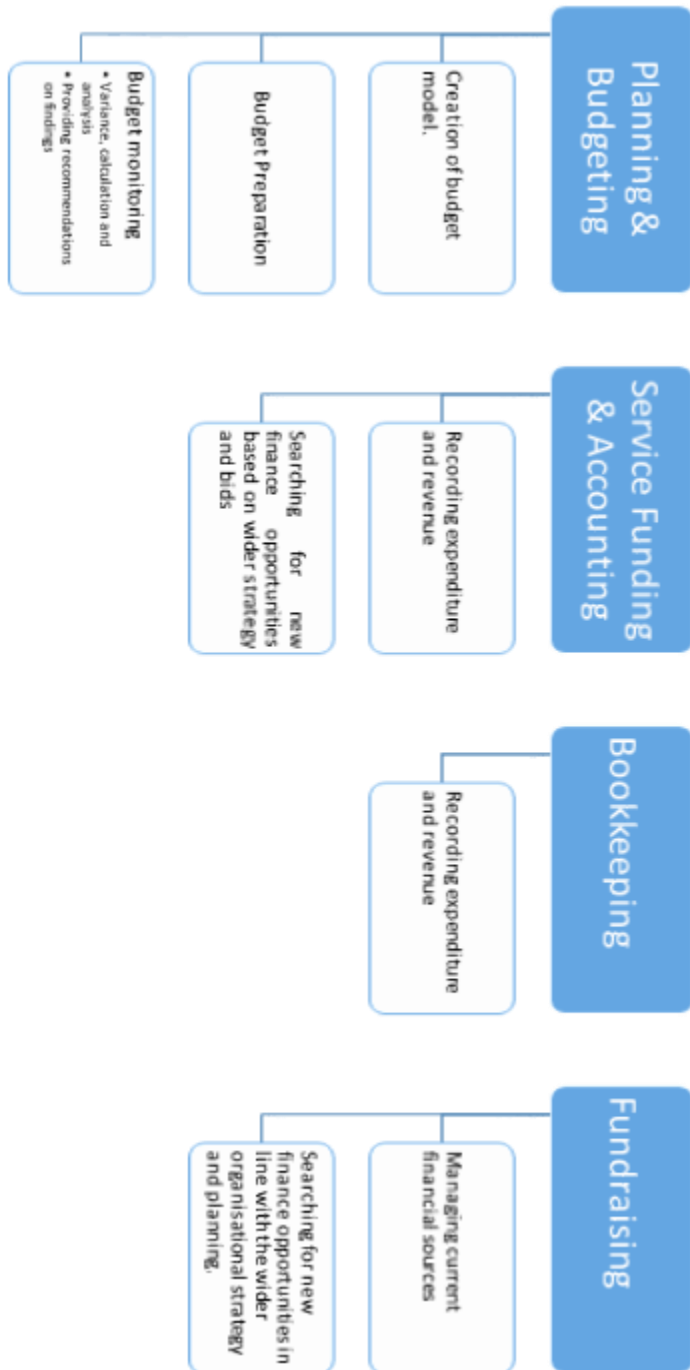 Planning &
Budgeting
Creation of budget
model.
Budget Preparation
Budget monitoring
• Variance, calculation and
analysis
• Providing recommendations
on findings
Service Funding
& Accounting
Recording expenditure
and revenue
Searching for new
finance opportunities
based on wider strategy
and bids
Bookkeeping
Recording expenditure
and revenue
Fundraising
Managing current
financial sources
Searching for new
finance opportunities in
line with the wider
organisational strategy
and planning.